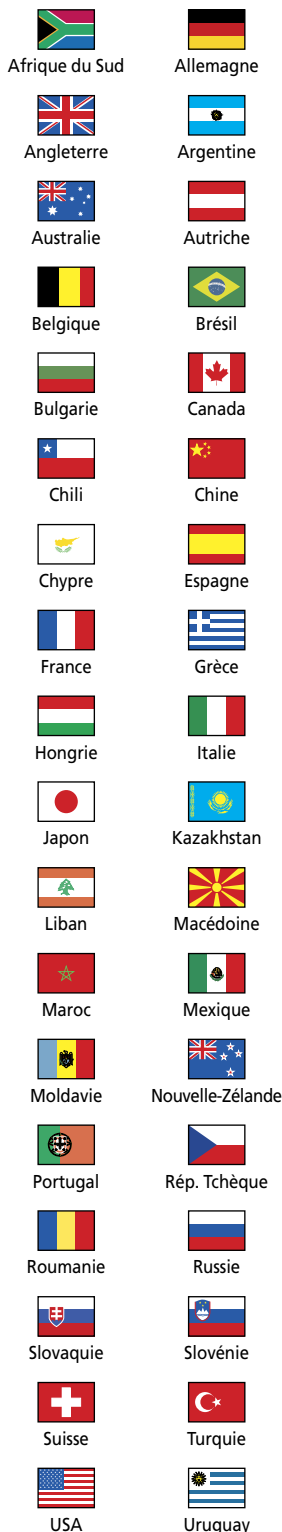 Afrique du Sud Allemagne
Angleterre Argentine
Australie Autriche
Belgique Brésil
Bulgarie Canada
Chili Chine
Chypre Espagne
France Grèce
Hongrie Italie
Japon Kazakhstan
Liban Macédoine
Maroc Mexique
Moldavie Nouvelle-Zélande
Portugal Rép. Tchèque
Roumanie Russie
Slovaquie Slovénie
Suisse Turquie
USA Uruguay